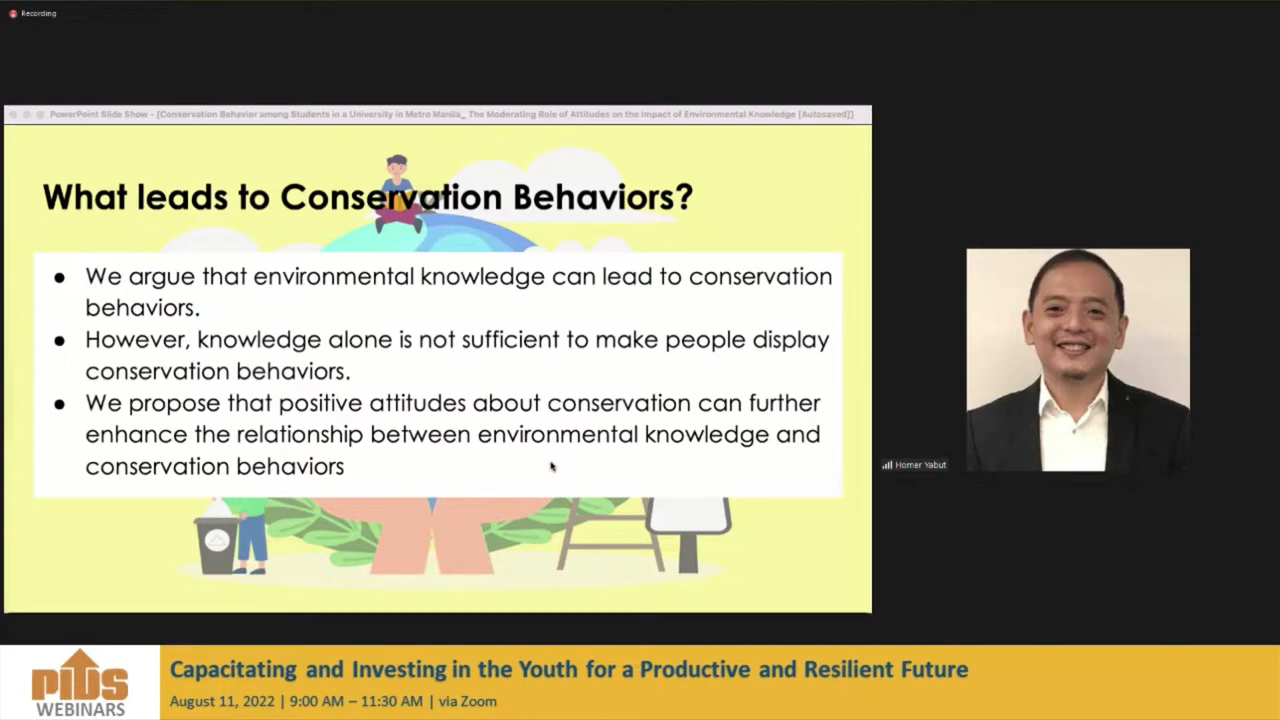 Recording
PowerPoint Slide Show - [Conservation Behavior among Students in a University in Metro Manila_ The Moderating Role of Attitudes on the Impact of Environmental Knowledge [Autosaved]]
What leads to Conservation Behaviors?
● We argue that environmental knowledge can lead to conservation
behaviors.
● However, knowledge alone is not sufficient to make people display
conservation behaviors.
● We propose that positive attitudes about conservation can further
enhance the relationship between environmental knowledge and
conservation behaviors
Homer Yabut
PIDS
WEBINARS
Capacitating and Investing in the Youth for a Productive and Resilient Future
August 11, 2022 | 9:00 AM – 11:30 AM | via Zoom